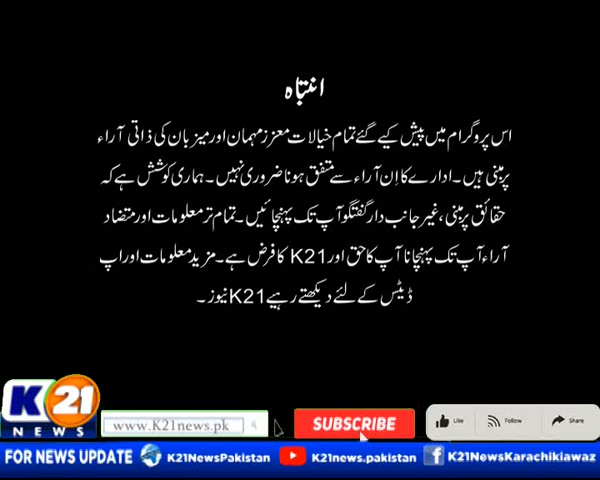 انتباہ
اس پروگرام میں پیش کیے گئے تمام خیالات معزز مہمان اور میزبان کی ذاتی آراء
پر مبنی ہیں۔ ادارے کا اِن آراء سے متفق ہونا ضروری نہیں۔ ہماری کوشش ہے کہ
حقائق پر مبنی، غیر جانب دار گفتگو آپ تک پہنچائیں۔ تمام تر معلومات اور متضاد
آراء آپ تک پہنچانا آپ کا حق اور K21 کا فرض ہے۔ مزید معلومات اور اپ
ڈیٹس کے لئے دیکھتے رہیے K21 نیوز۔
K21
NEWS
www.K21news.pk
SUBSCRIBE
Like
Follow
Share
FOR NEWS UPDATE K21NewsPakistan K21news.pakistan K21NewsKarachikiawaz